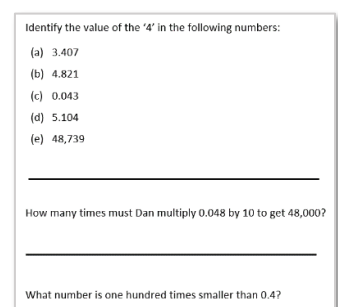 Identify the value of the ‘4’ in the following numbers:
(a) 3.407
(b) 4.821
(c) 0.043
(d) 5.104
(e) 48,739
How many times must Dan multiply 0.048 by 10 to get 48,000?
What number is one hundred times smaller than 0.4?